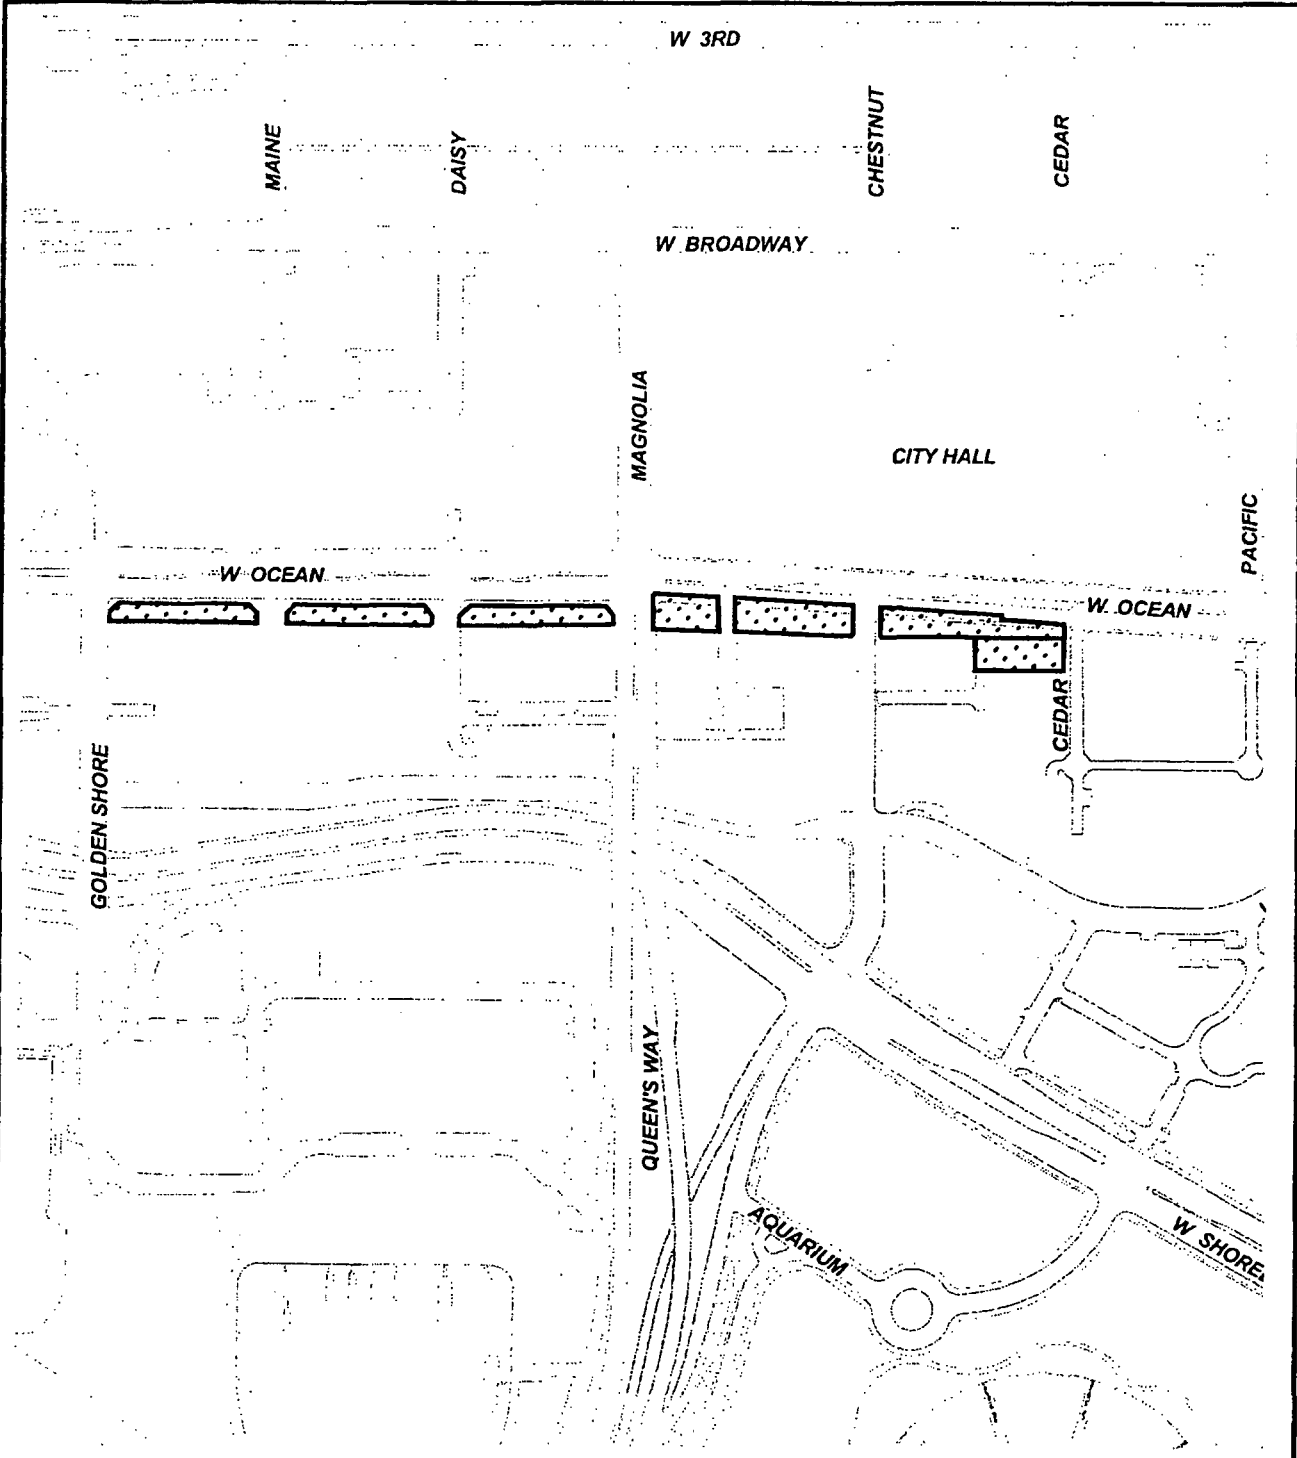 W 3RD
MAINE
DAISY
CHESTNUT
CEDAR
W BROADWAY
MAGNOLIA
CITY HALL
PACIFIC
W OCEAN
W OCEAN
CEDAR
GOLDEN SHORE
QUEEN'S WAY
AQUARIUM
W SHORE